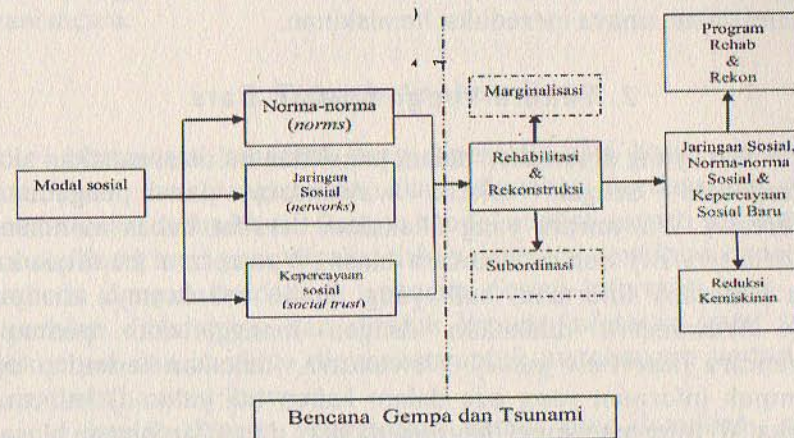 Program
Rehab
&
Rekon
Marginalisasi
Norma-norma
(norms)
Modal sosial
Jaringan
Sosial
(networks)
Rehabilitasi
&
Rekonstruksi
Jaringan Sosial,
Norma-norma
Sosial &
Kepercayaan
Sosial Baru
Kepercayaan
sosial
(social trust)
Subordinasi
Reduksi
Kemiskinan
Bencana Gempa dan Tsunami